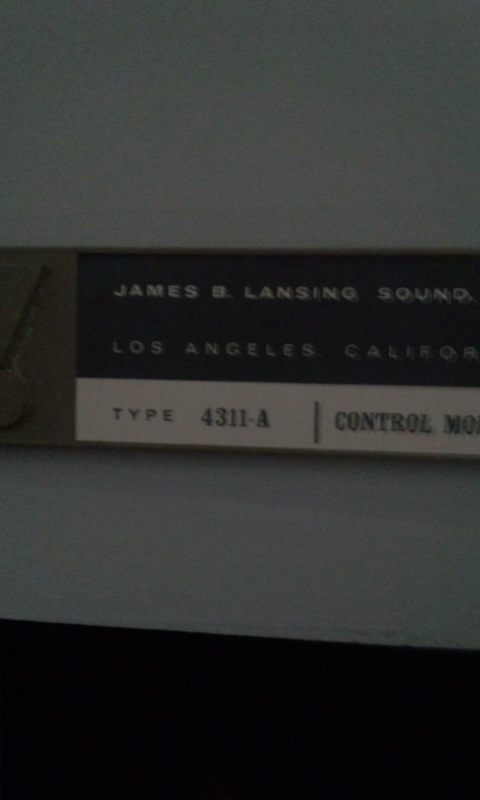 JAMES B. LANSING SOUND,
LOS ANGELES, CALIFOR
TYPE 4311-A | CONTROL MO